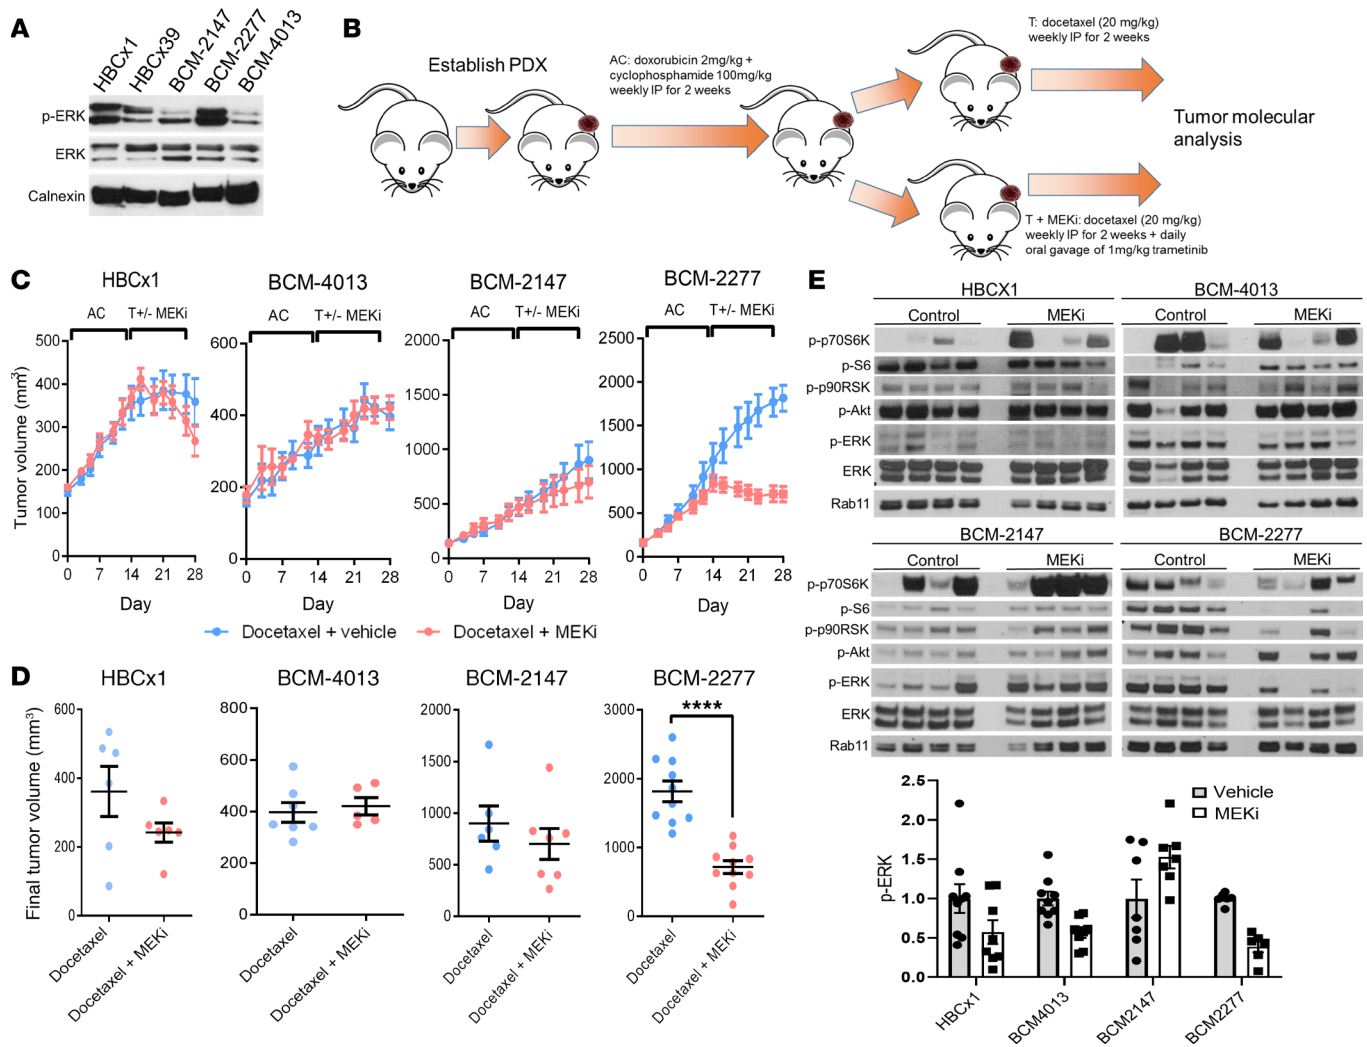 A
HBCx1
HBCx39
BCM-2147
BCM-2277
BCM-4013
p-ERK
ERK
Calnexin
B
Establish PDX
AC: doxorubicin 2mg/kg +
cyclophosphamide 100mg/kg
weekly IP for 2 weeks
T: docetaxel (20 mg/kg)
weekly IP for 2 weeks
Tumor molecular
analysis
T + MEKi: docetaxel (20 mg/kg)
weekly IP for 2 weeks + daily
oral gavage of 1mg/kg trametinib
C
HBCx1
AC
T+/- MEKi
Tumor volume (mm3)
500
400
300
200
100
0
0 7 14 21 28
Day
BCM-4013
AC
T+/- MEKi
600
400
200
0
0 7 14 21 28
Day
BCM-2147
AC
T+/- MEKi
2000
1500
1000
500
0
0 7 14 21 28
Day
BCM-2277
AC
T+/- MEKi
2500
2000
1500
1000
500
0
0 7 14 21 28
Day
Docetaxel + vehicle
Docetaxel + MEKi
D
HBCx1
Final tumor volume (mm3)
600
400
200
0
Docetaxel
Docetaxel + MEKi
BCM-4013
800
600
400
200
0
Docetaxel
Docetaxel + MEKi
BCM-2147
2000
1500
1000
500
0
Docetaxel
Docetaxel + MEKi
BCM-2277
****
3000
2000
1000
0
Docetaxel
Docetaxel + MEKi
E
HBCX1
BCM-4013
Control
MEKi
Control
MEKi
p-p70S6K
p-S6
p-p90RSK
p-Akt
p-ERK
ERK
Rab11
BCM-2147
BCM-2277
Control
MEKi
Control
MEKi
p-p70S6K
p-S6
p-p90RSK
p-Akt
p-ERK
ERK
Rab11
p-ERK
2.5
2.0
1.5
1.0
0.5
0.0
Vehicle
MEKi
HBCx1
BCM4013
BCM2147
BCM2277